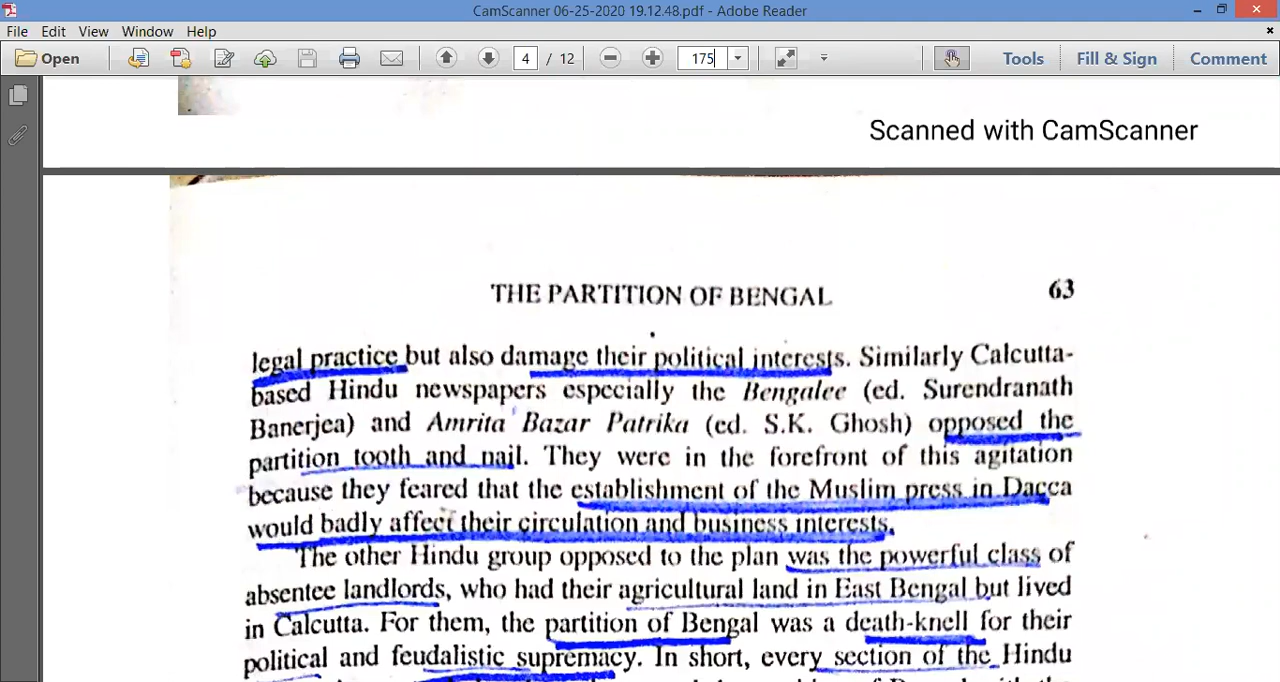 CamScanner 06-25-2020 19.12.48.pdf - Adobe Reader
File Edit View Window Help
Open 4 / 12 175 Tools Fill & Sign Comment
Scanned with CamScanner
THE PARTITION OF BENGAL 63
legal practice but also damage their political interests. Similarly Calcutta-
based Hindu newspapers especially the Bengalee (ed. Surendranath
Banerjea) and Amrita Bazar Patrika (ed. S.K. Ghosh) opposed the
partition tooth and nail. They were in the forefront of this agitation
because they feared that the establishment of the Muslim press in Dacca
would badly affect their circulation and business interests.
The other Hindu group opposed to the plan was the powerful class of
absentee landlords, who had their agricultural land in East Bengal but lived
in Calcutta. For them, the partition of Bengal was a death-knell for their
political and feudalistic supremacy. In short, every section of the Hindu